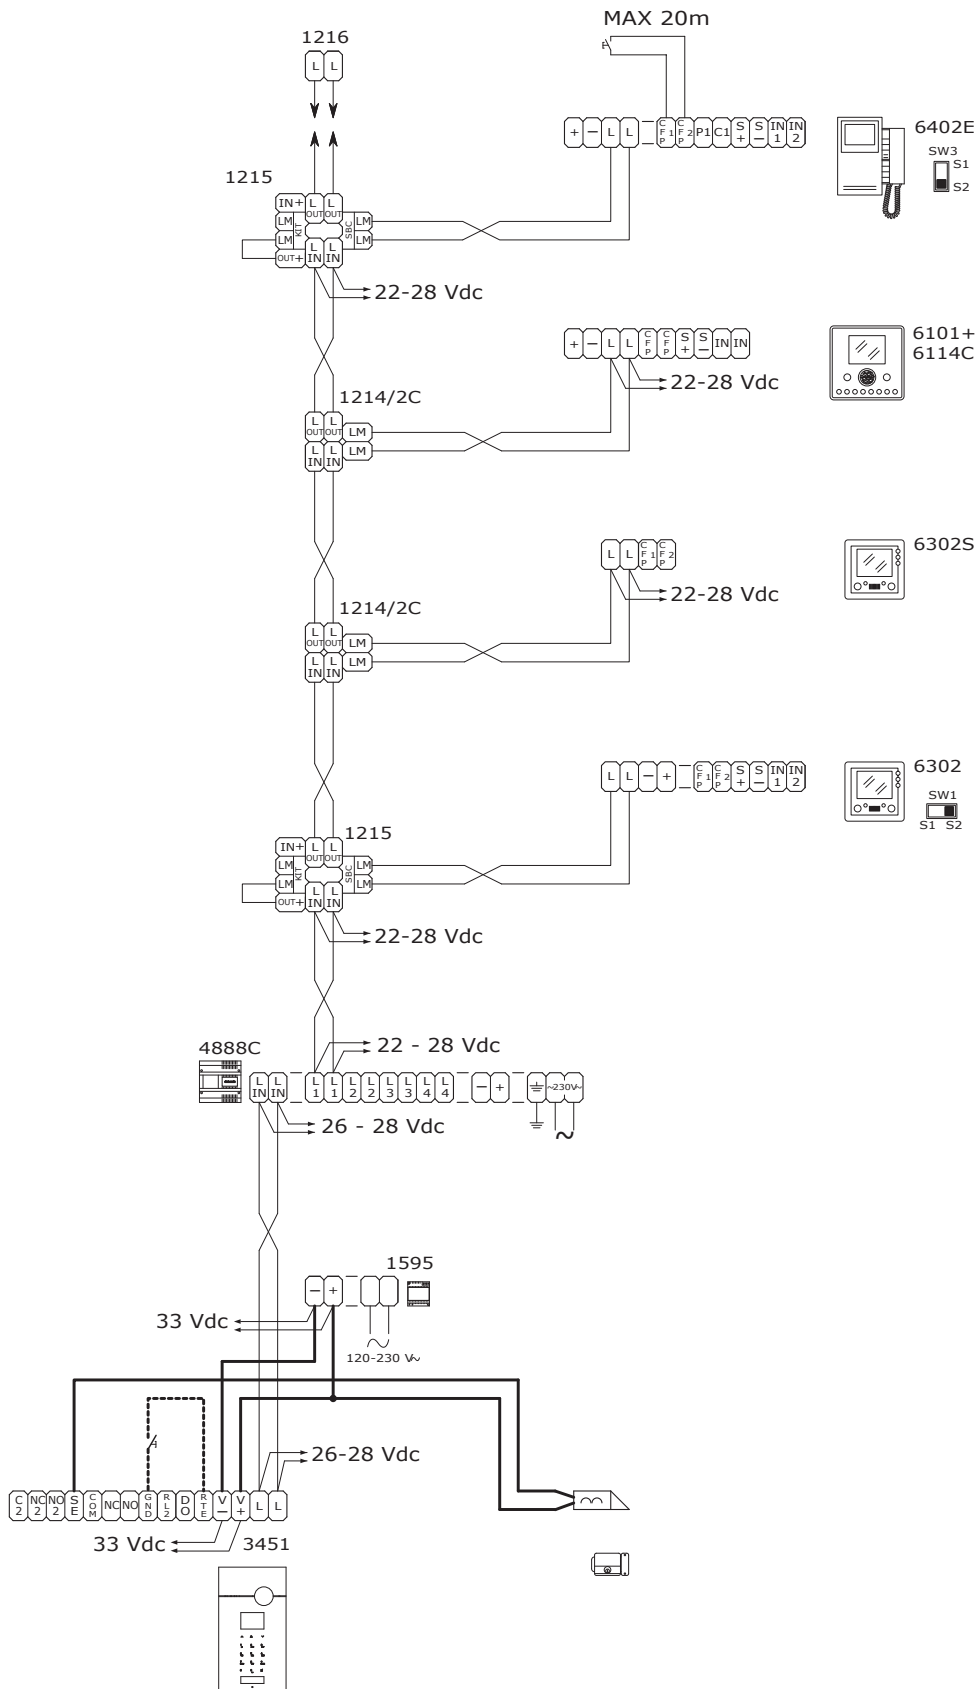 MAX 20m
1216
L L
+ − L L CFP1 CFP2 P1 C1 S+ S− IN1 IN2
6402E
SW3
S1
S2
1215
IN+ L OUT L OUT
LM KIT SBC LM
LM LM
OUT+ L IN L IN
22-28 Vdc
+ − L L CFP CFP S+ S− IN IN
6101+
6114C
22-28 Vdc
1214/2C
L OUT L OUT LM
L IN L IN LM
L L CFP1 CFP2
6302S
22-28 Vdc
1214/2C
L OUT L OUT LM
L IN L IN LM
L L − + CFP1 CFP2 S+ S− IN1 IN2
6302
SW1
S1 S2
1215
IN+ L OUT L OUT
LM KIT SBC LM
LM LM
OUT+ L IN L IN
22-28 Vdc
22 - 28 Vdc
4888C
L IN L IN L1 L1 L2 L2 L3 L3 L4 L4 − + ~230V~
26 - 28 Vdc
~
1595
− +
33 Vdc
120-230 V~
26-28 Vdc
C2 NC2 NO2 SE COM NC NO GND RL2 DO RTE V− V+ L L
33 Vdc
3451